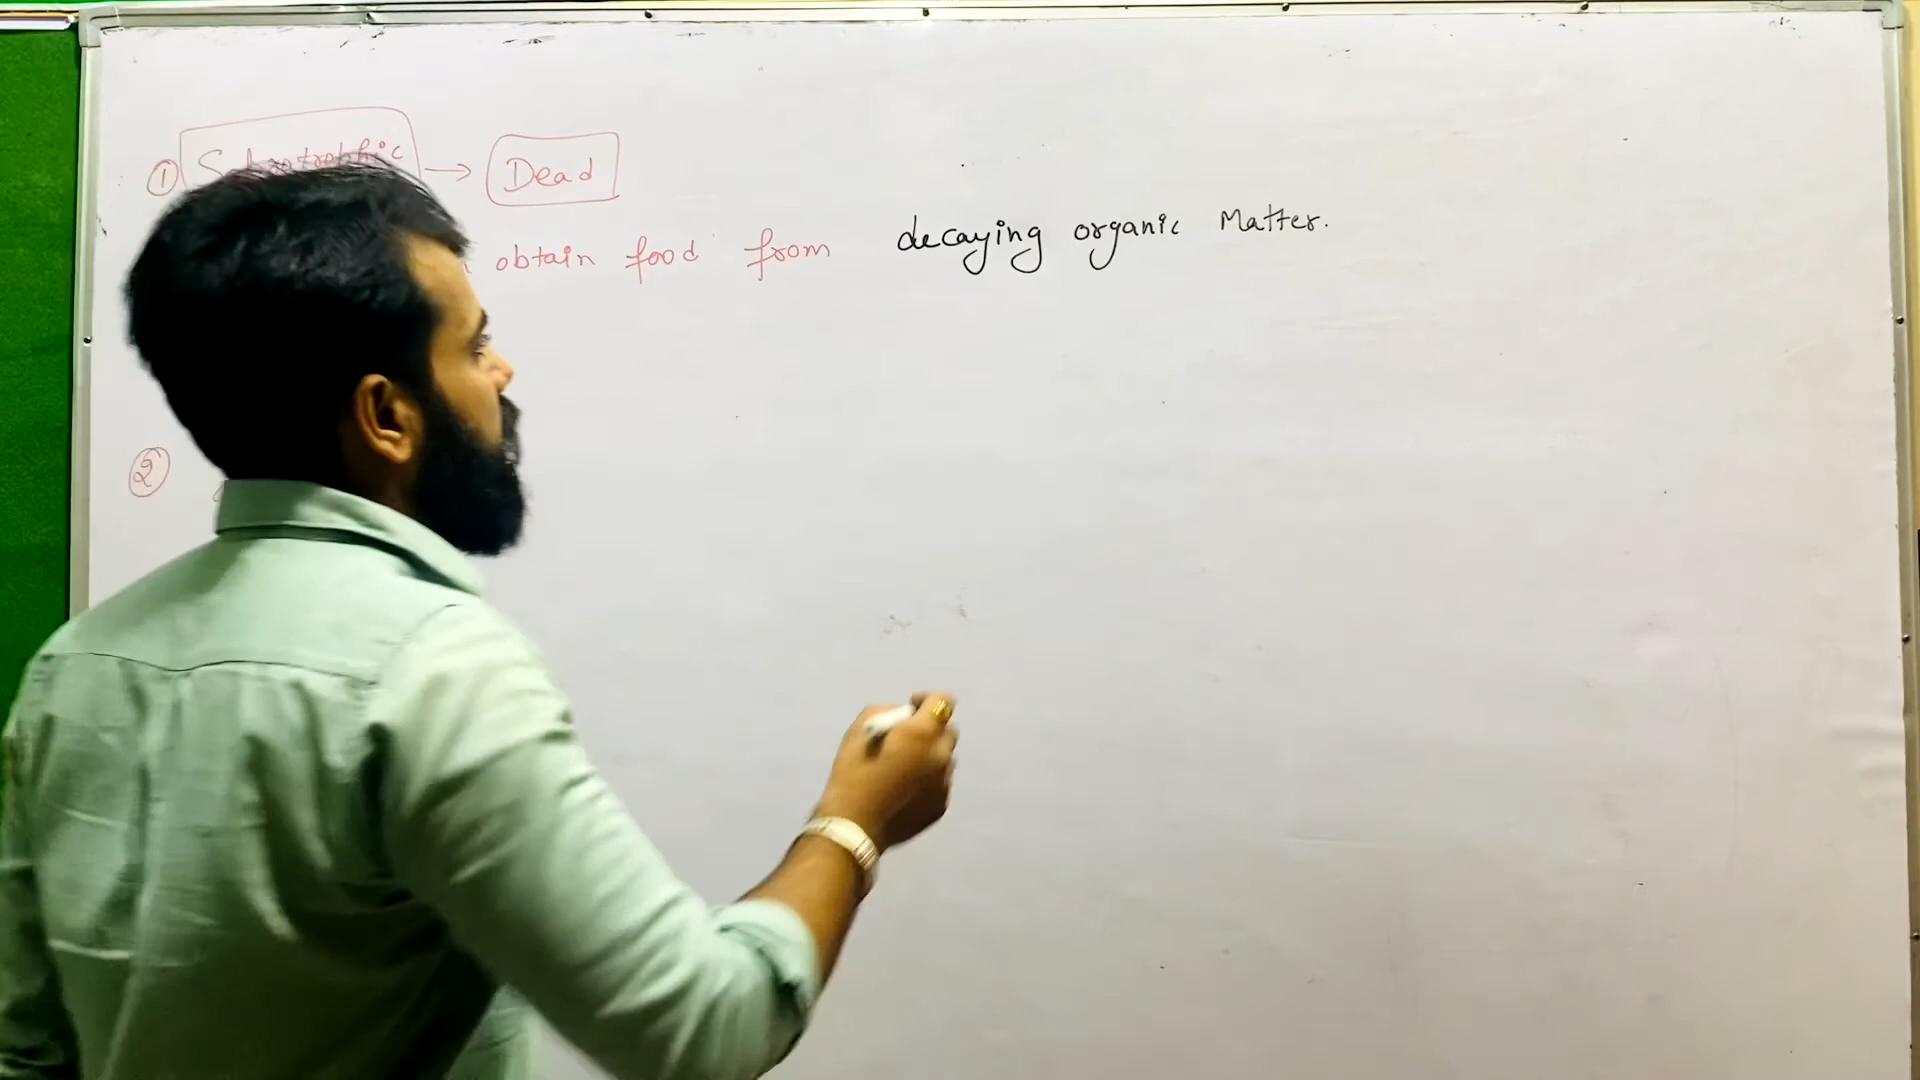 ① → Dead
obtain food from decaying organic Matter.
②